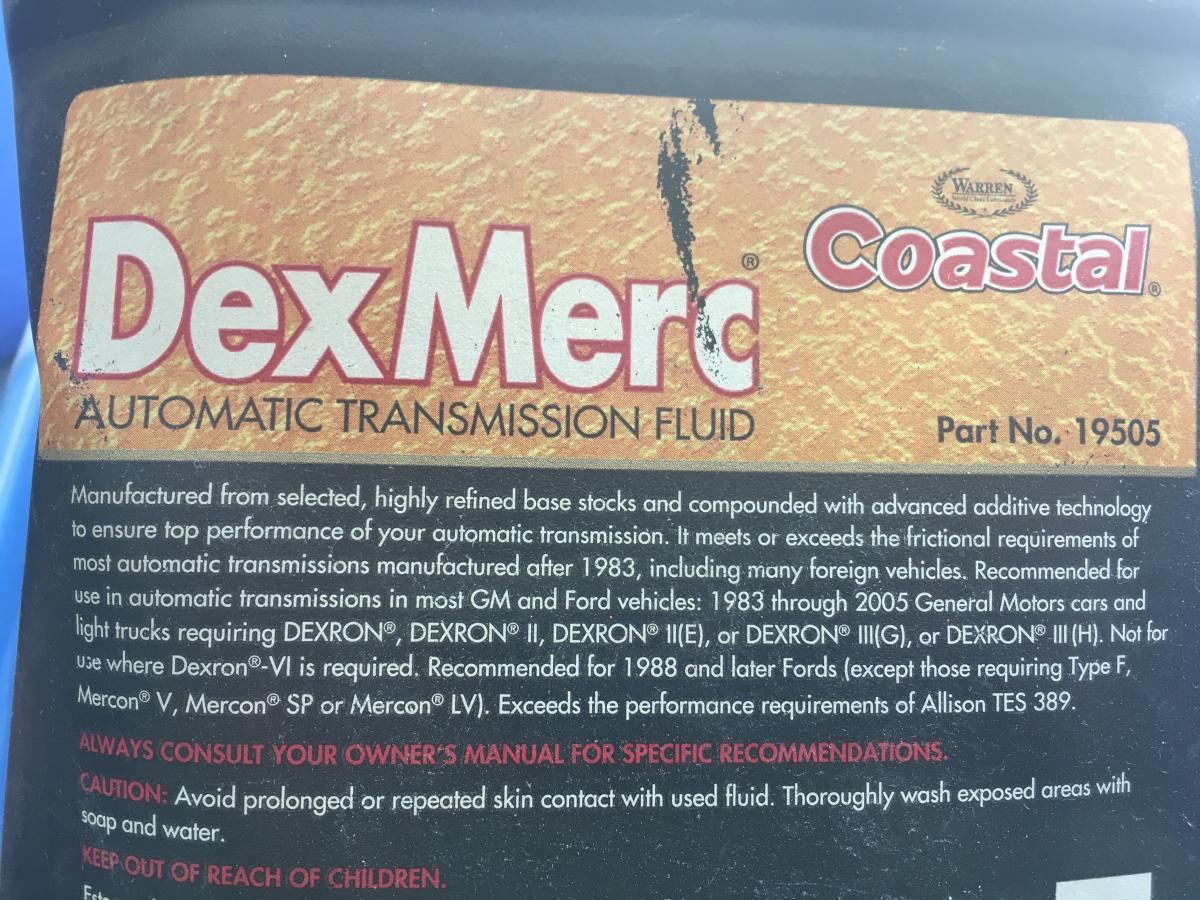 WARREN
World Class Lubricants
Coastal®
DexMerc®
AUTOMATIC TRANSMISSION FLUID
Part No. 19505
Manufactured from selected, highly refined base stocks and compounded with advanced additive technology
to ensure top performance of your automatic transmission. It meets or exceeds the frictional requirements of
most automatic transmissions manufactured after 1983, including many foreign vehicles. Recommended for
use in automatic transmissions in most GM and Ford vehicles: 1983 through 2005 General Motors cars and
light trucks requiring DEXRON®, DEXRON® II, DEXRON® II(E), or DEXRON® III(G), or DEXRON® III (H). Not for
use where Dexron®-VI is required. Recommended for 1988 and later Fords (except those requiring Type F,
Mercon® V, Mercon® SP or Mercon® LV). Exceeds the performance requirements of Allison TES 389.
ALWAYS CONSULT YOUR OWNER'S MANUAL FOR SPECIFIC RECOMMENDATIONS.
CAUTION: Avoid prolonged or repeated skin contact with used fluid. Thoroughly wash exposed areas with
soap and water.
KEEP OUT OF REACH OF CHILDREN.